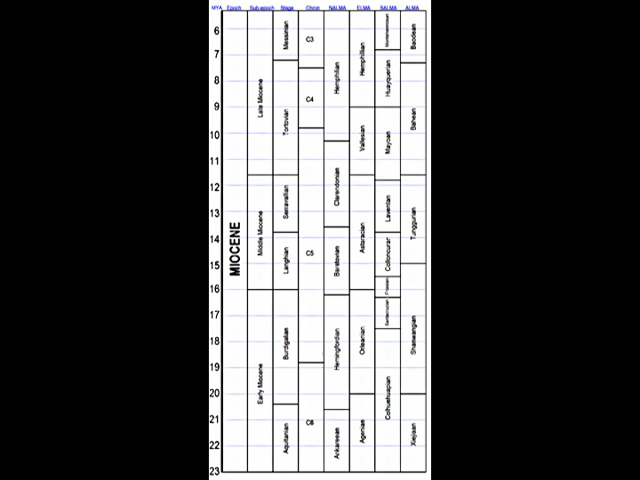 MYA Epoch Sub-epoch Stage Chron NALMA ELMA SALMA ALMA
6
7
8
9
10
11
12
13
14
15
16
17
18
19
20
21
22
23
MIOCENE
Late Miocene
Middle Miocene
Early Miocene
Messinian
Tortovian
Serravallian
Langhian
Burdigalian
Aquitanian
C3
C4
C5
C6
Hemphillian
Clarendonian
Barstovian
Hemingfordian
Arikareean
Hemphillian
Vallesian
Astaracian
Orleanian
Agenian
Huayquerian
Mayoan
Laventan
Colloncuran
Friasian
Santacrucian
Colhuehuapian
Baodean
Bahean
Tunggurian
Shanwangian
Xiejiaan